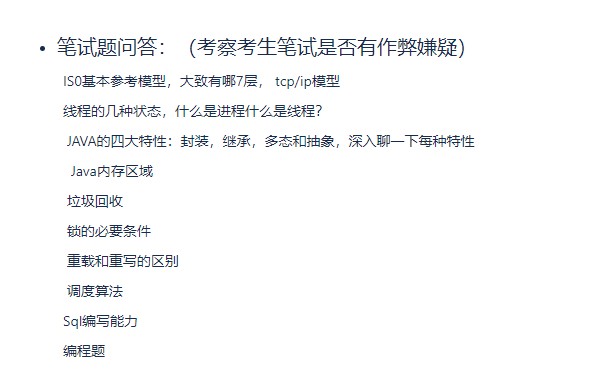 • 笔试题问答：（考察考生笔试是否有作弊嫌疑）
IS0基本参考模型，大致有哪7层， tcp/ip模型
线程的几种状态，什么是进程什么是线程？
JAVA的四大特性：封装，继承，多态和抽象，深入聊一下每种特性
Java内存区域
垃圾回收
锁的必要条件
重载和重写的区别
调度算法
Sql编写能力
编程题